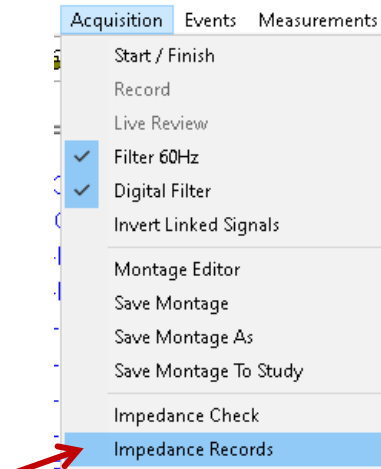 Acquisition Events Measurements
Start / Finish
Record
Live Review
Filter 60Hz
Digital Filter
Invert Linked Signals
Montage Editor
Save Montage
Save Montage As
Save Montage To Study
Impedance Check
Impedance Records